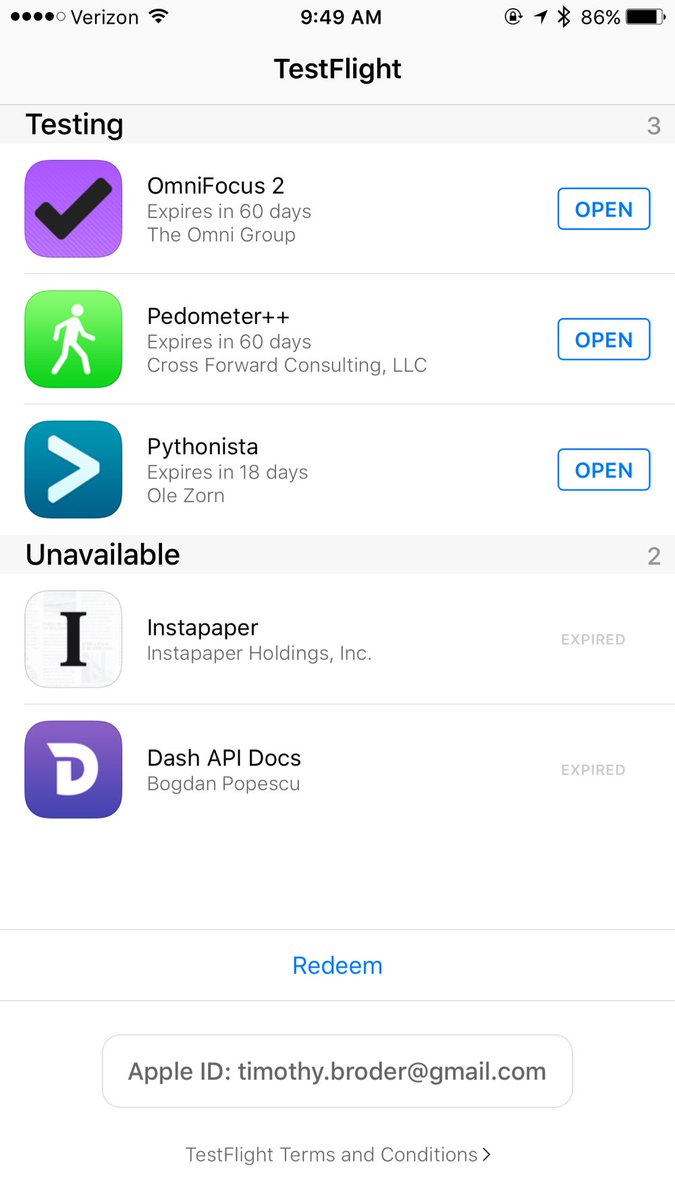 Verizon 9:49 AM 86%
TestFlight
Testing 3
OmniFocus 2
Expires in 60 days
The Omni Group
OPEN
Pedometer++
Expires in 60 days
Cross Forward Consulting, LLC
OPEN
Pythonista
Expires in 18 days
Ole Zorn
OPEN
Unavailable 2
I
Instapaper
Instapaper Holdings, Inc.
EXPIRED
D
Dash API Docs
Bogdan Popescu
EXPIRED
Redeem
Apple ID: timothy.broder@gmail.com
TestFlight Terms and Conditions >